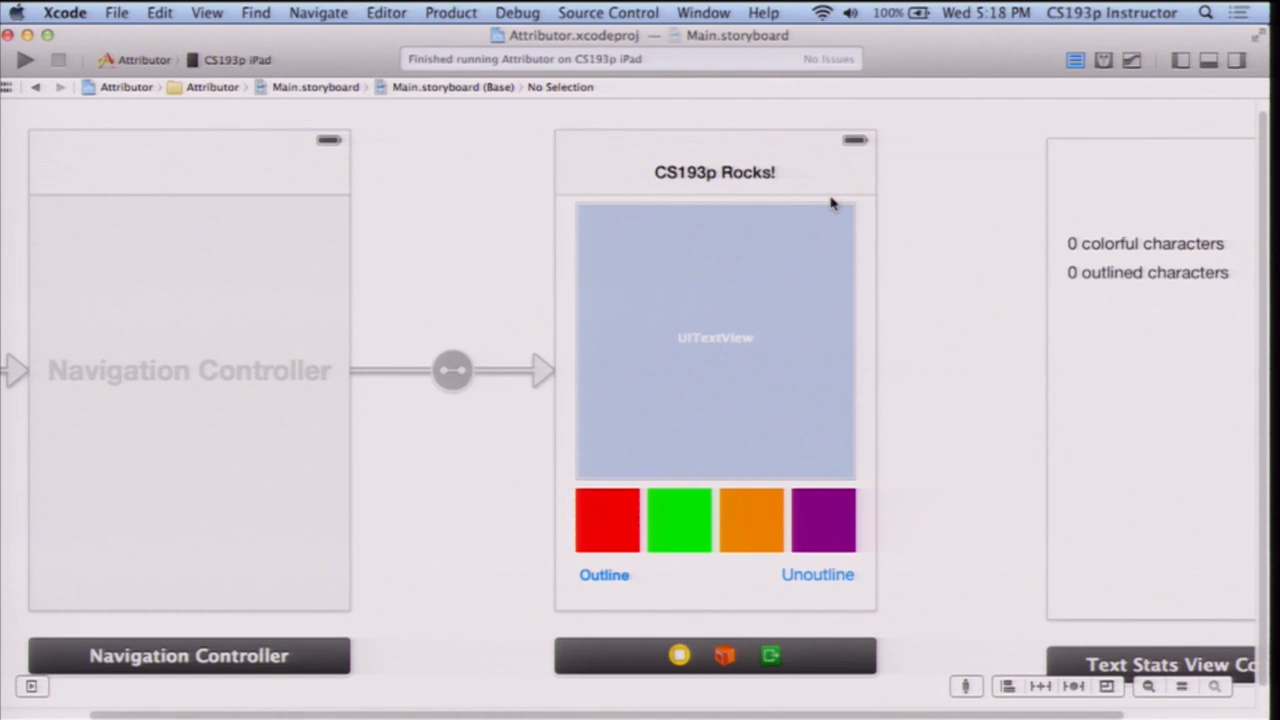 Xcode File Edit View Find Navigate Editor Product Debug Source Control Window Help 100% Wed 5:18 PM CS193p Instructor
Attributor.xcodeproj — Main.storyboard
Attributor CS193p iPad Finished running Attributor on CS193p iPad No Issues
Attributor Attributor Main.storyboard Main.storyboard (Base) No Selection
CS193p Rocks!
0 colorful characters
0 outlined characters
UITextView
Navigation Controller
Outline Unoutline
Navigation Controller
Text Stats View Co